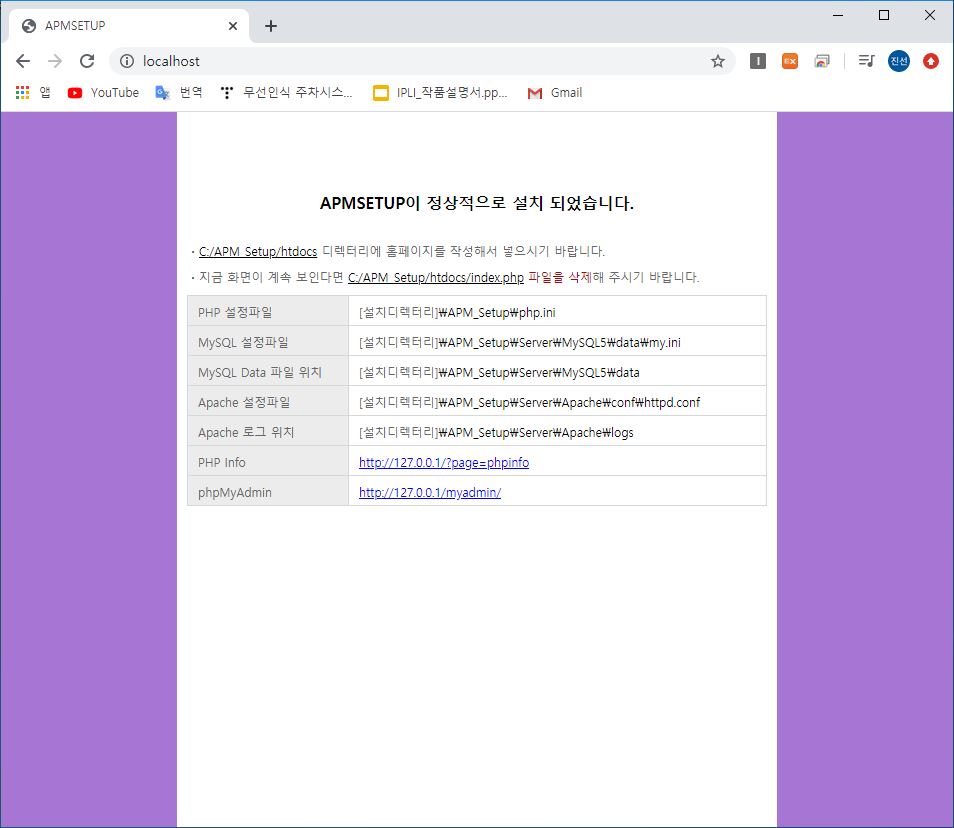 APMSETUP
localhost
EX
진선
앱 YouTube 번역 무선인식 주차시스... IPLI_작품설명서.pp... Gmail
APMSETUP이 정상적으로 설치 되었습니다.
· C:/APM_Setup/htdocs 디렉터리에 홈페이지를 작성해서 넣으시기 바랍니다.
· 지금 화면이 계속 보인다면 C:/APM_Setup/htdocs/index.php 파일을 삭제해 주시기 바랍니다.
PHP 설정파일 [설치디렉터리]₩APM_Setup₩php.ini
MySQL 설정파일 [설치디렉터리]₩APM_Setup₩Server₩MySQL5₩data₩my.ini
MySQL Data 파일 위치 [설치디렉터리]₩APM_Setup₩Server₩MySQL5₩data
Apache 설정파일 [설치디렉터리]₩APM_Setup₩Server₩Apache₩conf₩httpd.conf
Apache 로그 위치 [설치디렉터리]₩APM_Setup₩Server₩Apache₩logs
PHP Info http://127.0.0.1/?page=phpinfo
phpMyAdmin http://127.0.0.1/myadmin/